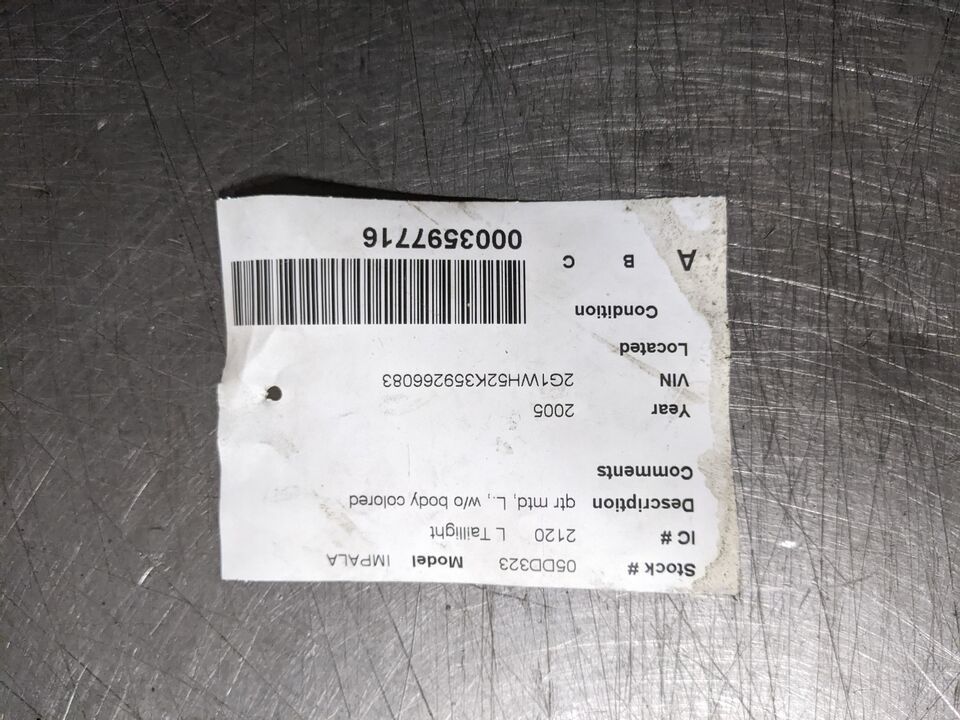 Stock # 05DD323 Model IMPALA
IC # 2120 L Taillight
Description qtr mtd, L., w/o body colored
Comments
Year 2005
VIN 2G1WH52K359266083
Located
Condition
A B C
0003597716